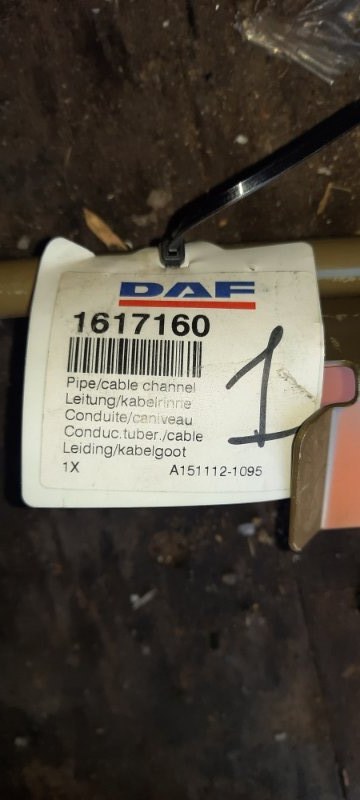 DAF
1617160
Pipe/cable channel
Leitung/kabelrinne
Conduite/caniveau
Conduc.tuber./cable
Leiding/kabelgoot
1X A151112-1095
1